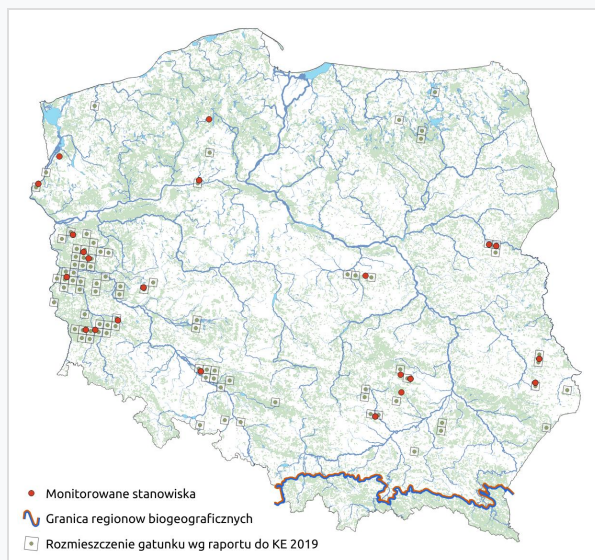 Monitorowane stanowiska
Granica regionow biogeograficznych
Rozmieszczenie gatunku wg raportu do KE 2019